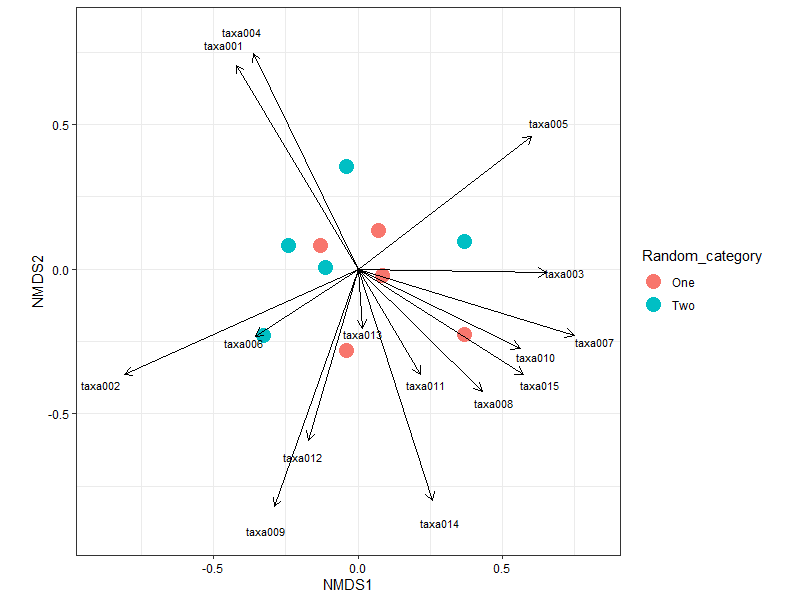 taxa004
taxa001
taxa005
0.5
0.0
-0.5
NMDS2
taxa003
taxa013
taxa006
taxa007
taxa010
taxa002
taxa011
taxa015
taxa008
taxa012
taxa014
taxa009
-0.5
0.0
0.5
NMDS1
Random_category
One
Two